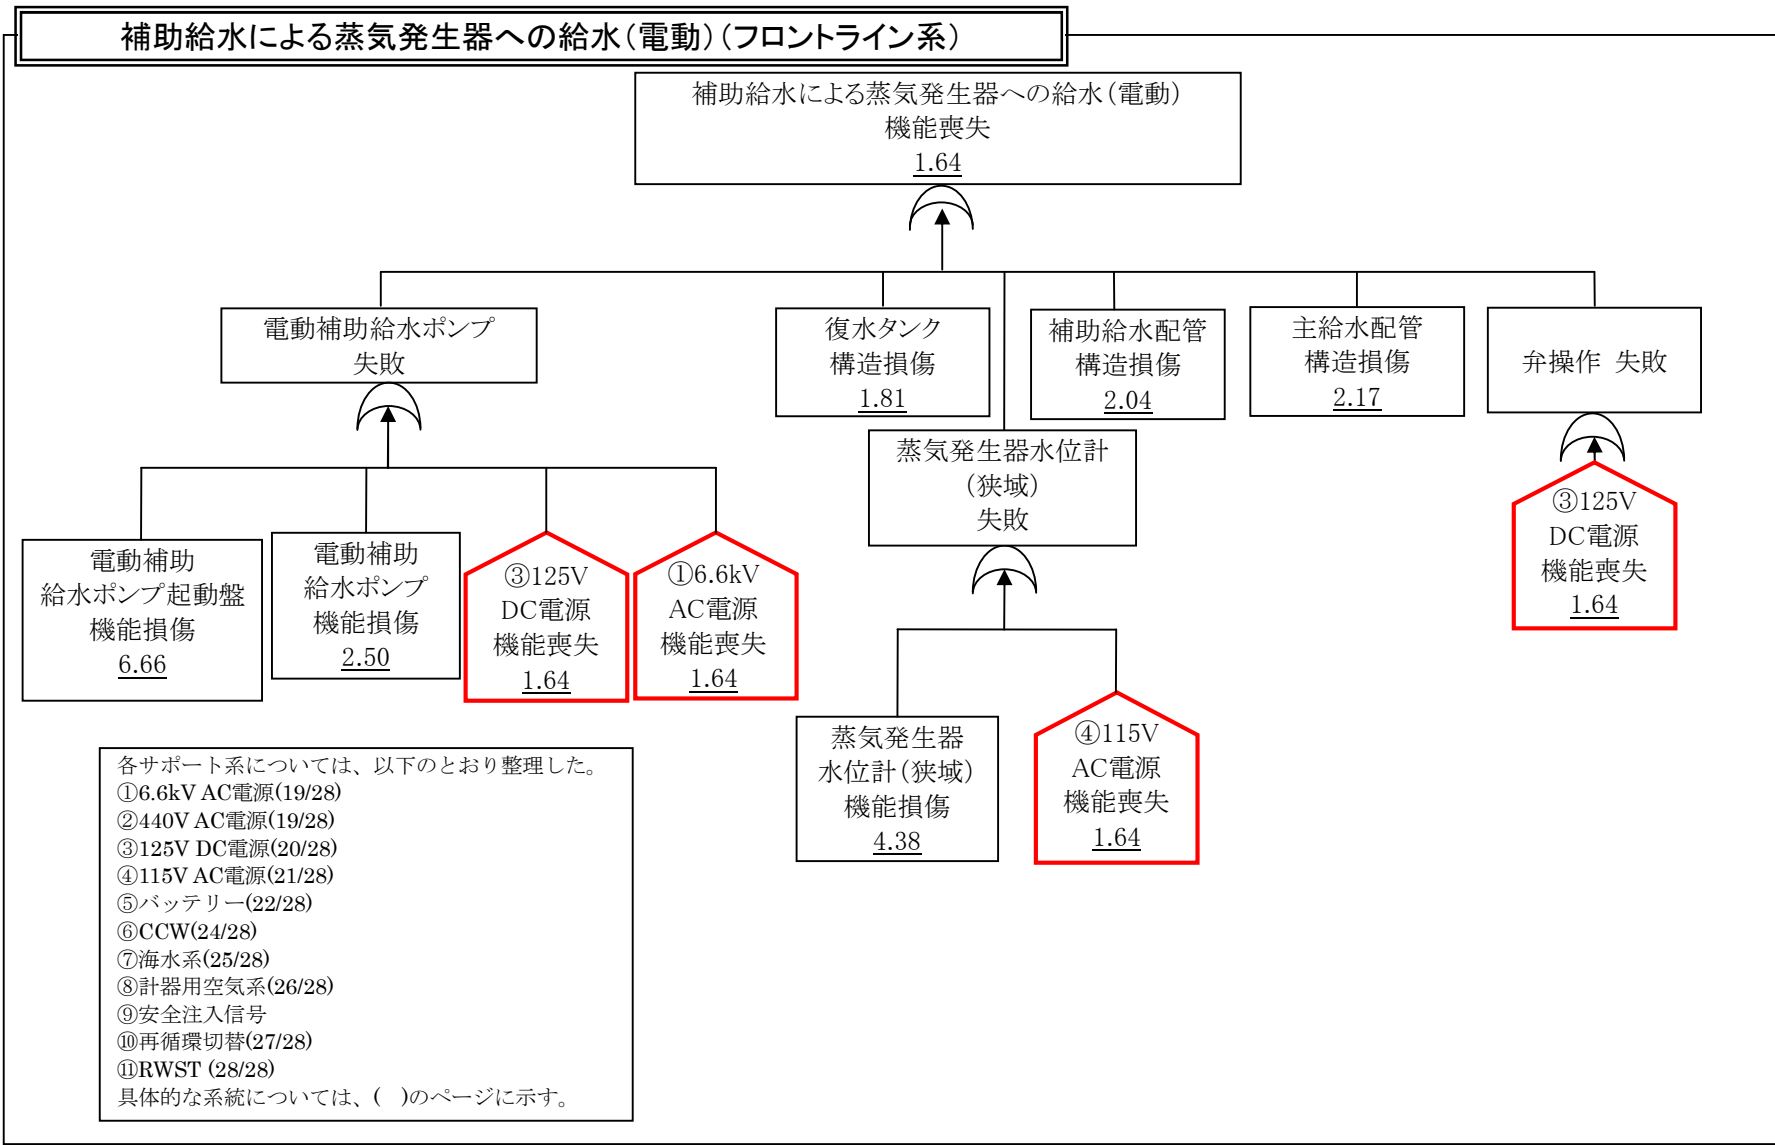 補助給水による蒸気発生器への給水(電動)(フロントライン系)
補助給水による蒸気発生器への給水(電動)
機能喪失
1.64
電動補助給水ポンプ
失敗
復水タンク
構造損傷
1.81
補助給水配管
構造損傷
2.04
主給水配管
構造損傷
2.17
弁操作 失敗
蒸気発生器水位計
(狭域)
失敗
③125V
DC電源
機能喪失
1.64
電動補助
給水ポンプ起動盤
機能損傷
6.66
電動補助
給水ポンプ
機能損傷
2.50
③125V
DC電源
機能喪失
1.64
①6.6kV
AC電源
機能喪失
1.64
蒸気発生器
水位計(狭域)
機能損傷
4.38
④115V
AC電源
機能喪失
1.64
各サポート系については、以下のとおり整理した。
①6.6kV AC電源(19/28)
②440V AC電源(19/28)
③125V DC電源(20/28)
④115V AC電源(21/28)
⑤バッテリー(22/28)
⑥CCW(24/28)
⑦海水系(25/28)
⑧計器用空気系(26/28)
⑨安全注入信号
⑩再循環切替(27/28)
⑪RWST (28/28)
具体的な系統については、( )のページに示す。